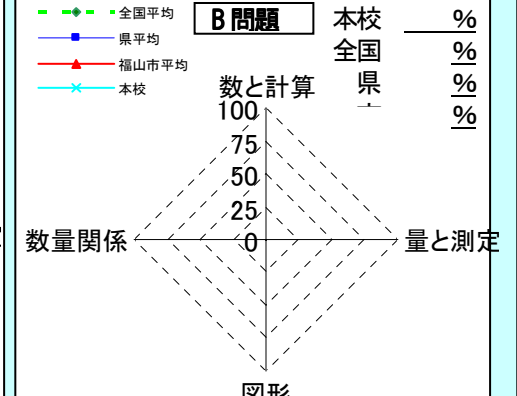 全国平均
県平均
福山市平均
本校
B問題
本校 %
全国 %
県 %
%
数と計算
100
75
50
25
0
数量関係
量と測定
図形